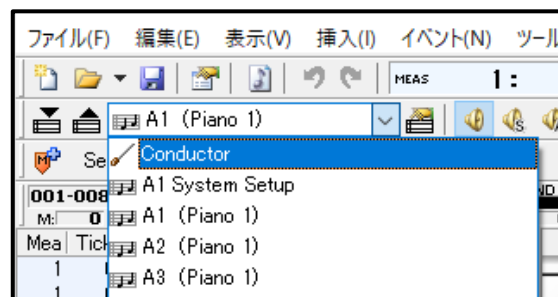 ファイル(F) 編集(E) 表示(V) 挿入(I) イベント(N) ツール
MEAS 1:
A1 (Piano 1)
Se
Conductor
001-008
A1 System Setup
M: 0
A1 (Piano 1)
Mea Tick
A2 (Piano 1)
1
A3 (Piano 1)
1